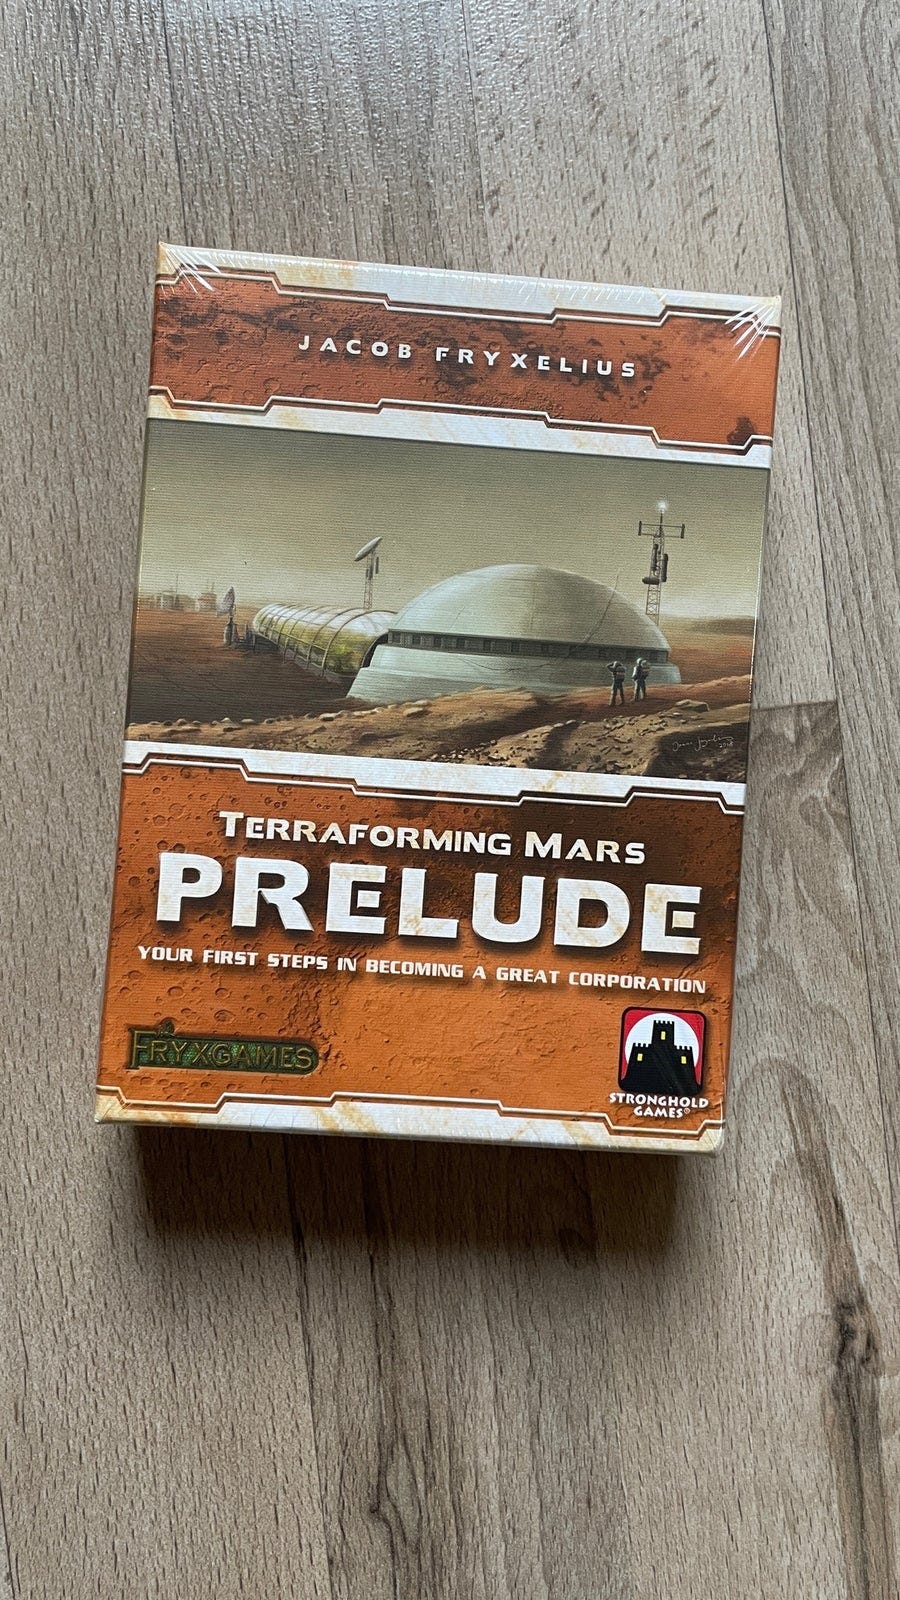 JACOB FRYXELIUS
TERRAFORMING MARS
PRELUDE
YOUR FIRST STEPS IN BECOMING A GREAT CORPORATION
FRYXGAMES
STRONGHOLD
GAMES®